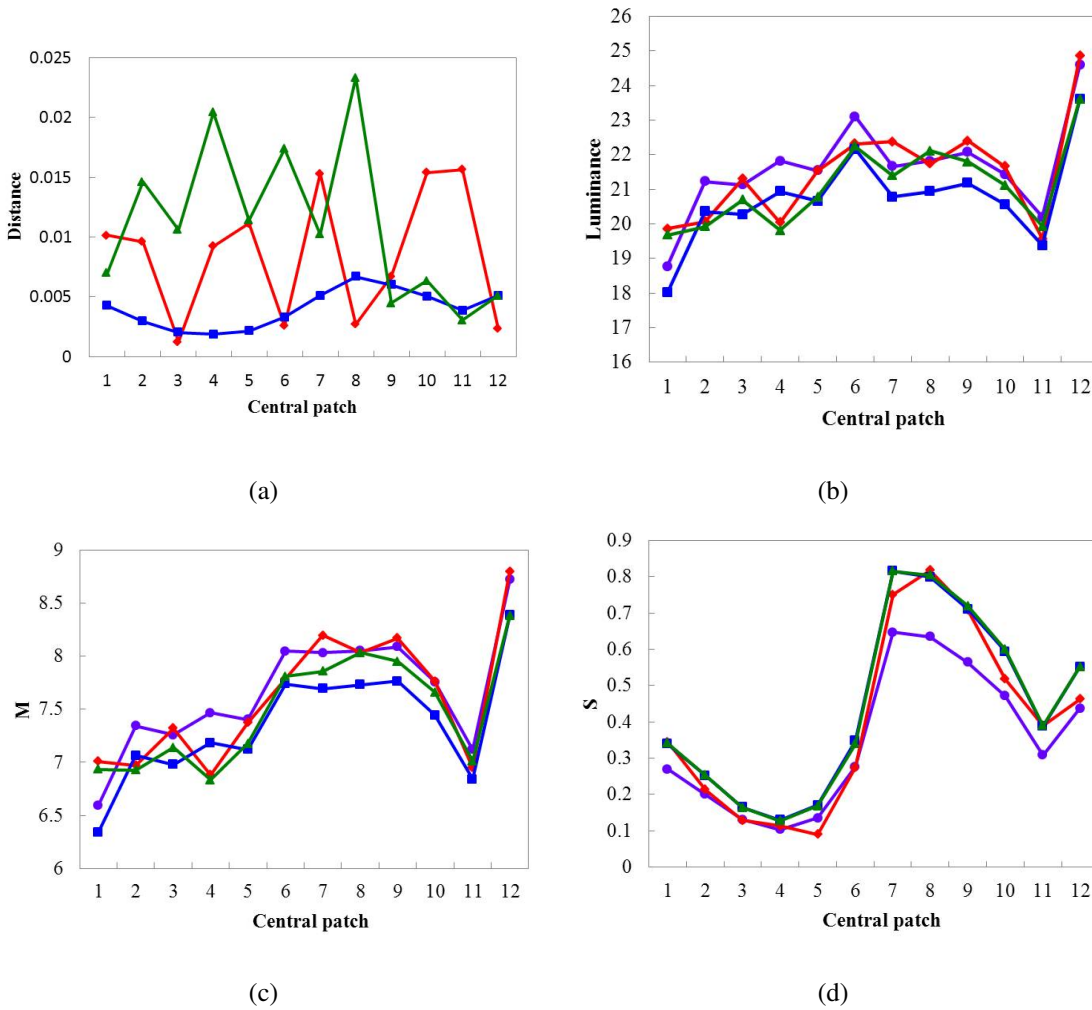 0.025
0.02
0.015
0.01
0.005
0
Distance
1 2 3 4 5 6 7 8 9 10 11 12
Central patch
(a)
26
25
24
23
22
21
20
19
18
17
16
Luminance
1 2 3 4 5 6 7 8 9 10 11 12
Central patch
(b)
9
8.5
8
7.5
7
6.5
6
M
1 2 3 4 5 6 7 8 9 10 11 12
Central patch
(c)
0.9
0.8
0.7
0.6
0.5
0.4
0.3
0.2
0.1
0
S
1 2 3 4 5 6 7 8 9 10 11 12
Central patch
(d)